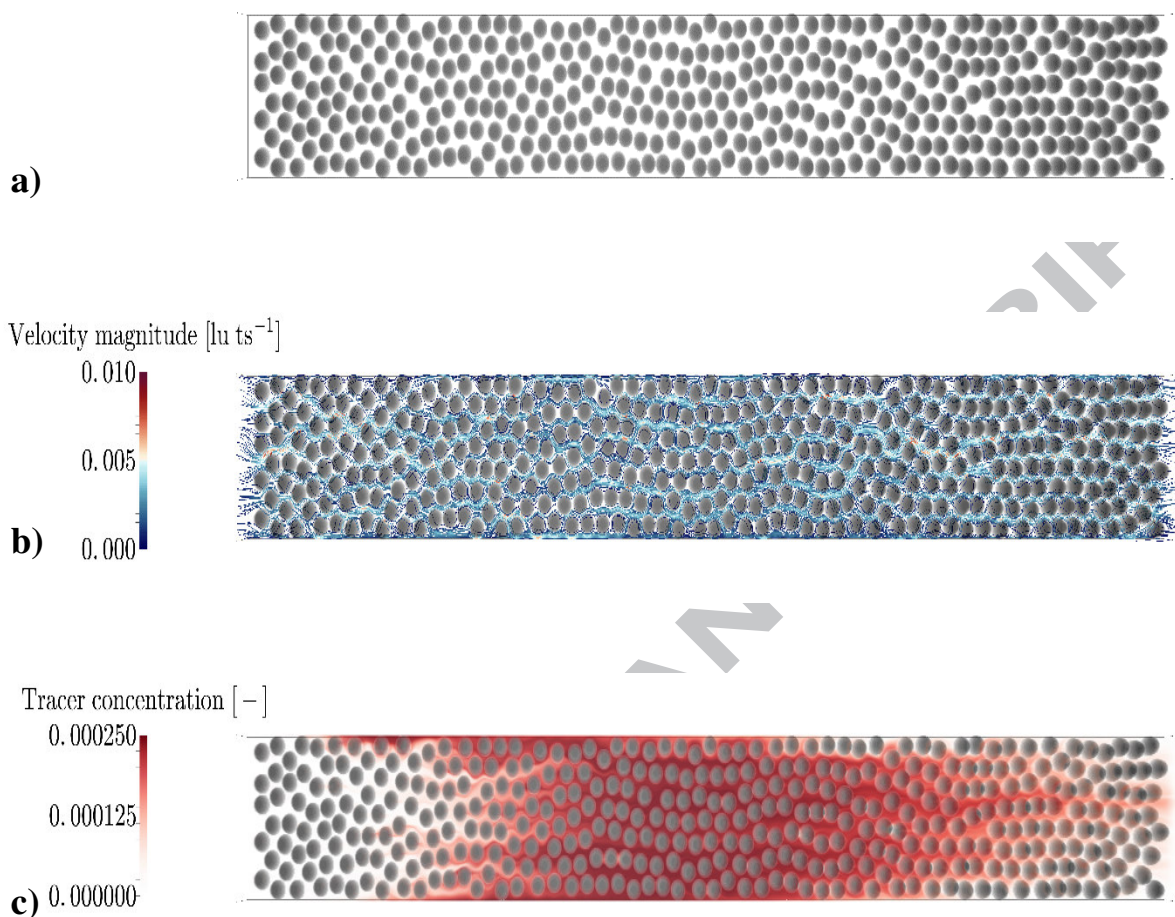 a)
Velocity magnitude [lu ts⁻¹]
0.010
0.005
0.000
b)
Tracer concentration [−]
0.000250
0.000125
0.000000
c)